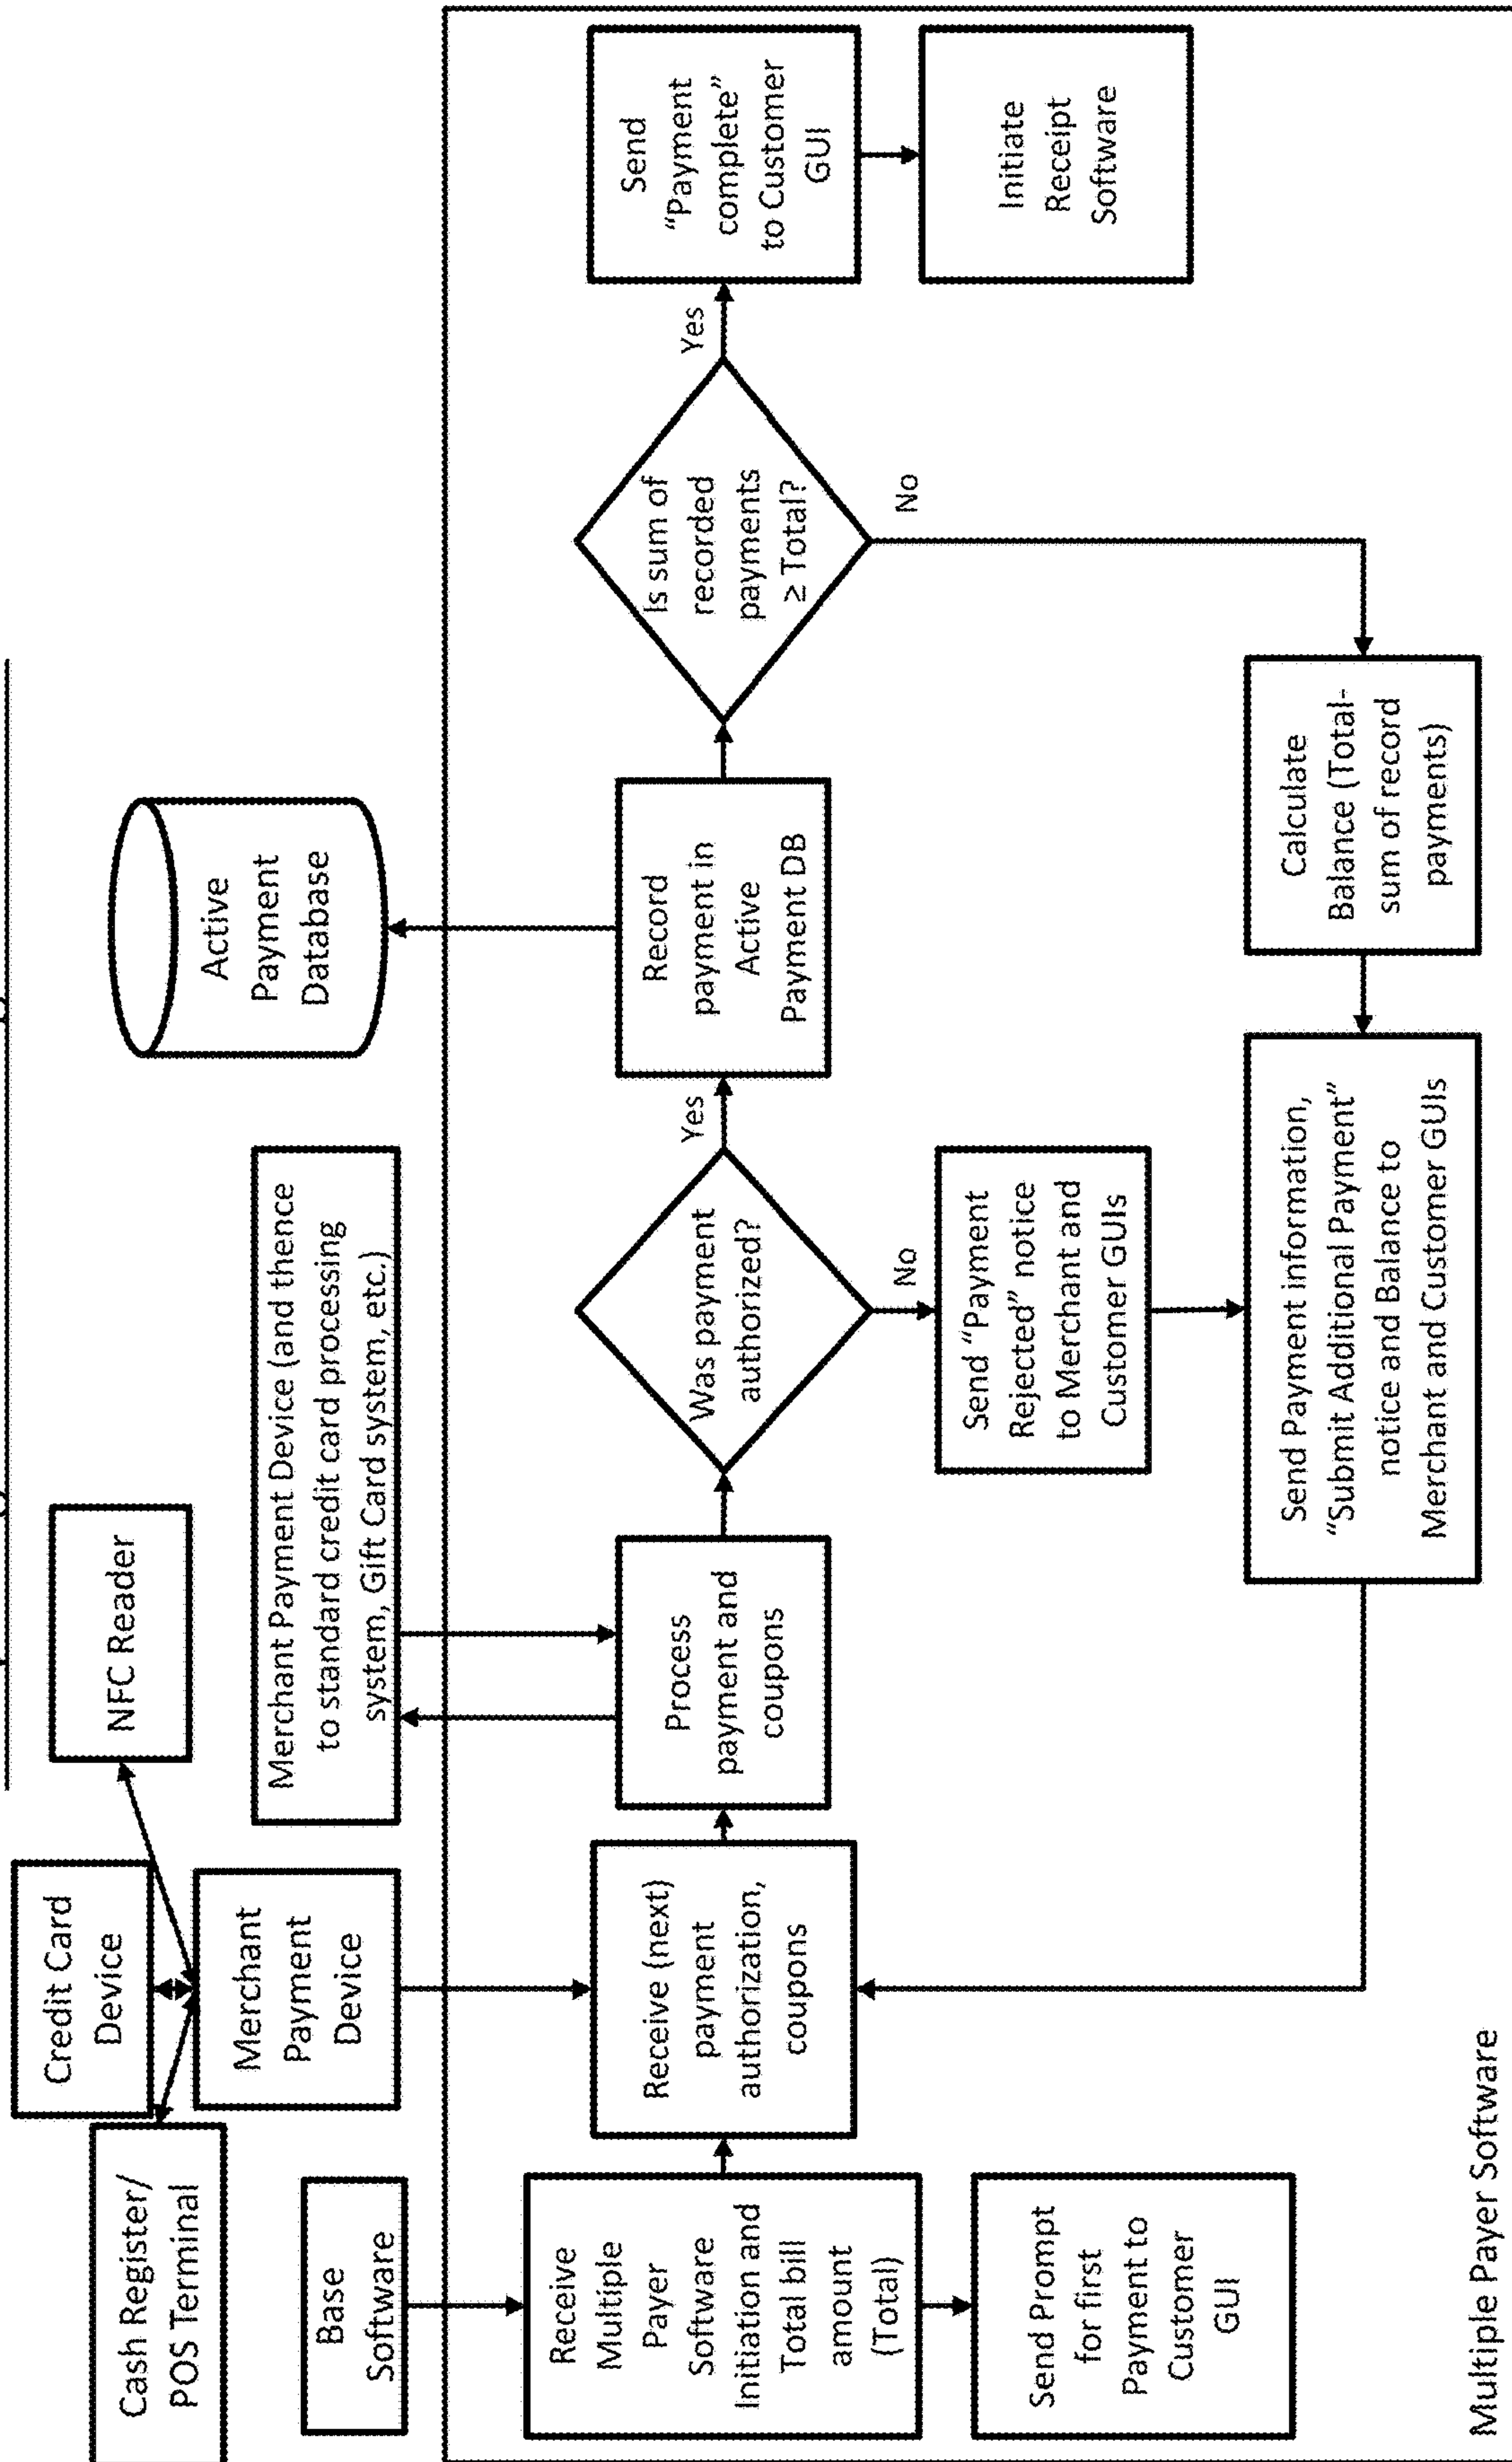 Cash Register/
POS Terminal
Credit Card
Device
NFC Reader
Merchant
Payment
Device
Base
Software
Merchant Payment Device (and thence
to standard credit card processing
system, Gift Card system, etc.)
Active
Payment
Database
Receive
Multiple
Payer
Software
Initiation and
Total bill
amount
(Total)
Send Prompt
for first
Payment to
Customer
GUI
Receive (next)
payment
authorization,
coupons
Process
payment and
coupons
Was payment
authorized?
Yes
No
Send “Payment
Rejected” notice
to Merchant and
Customer GUIs
Record
payment in
Active
Payment DB
Is sum of
recorded
payments
≥ Total?
Yes
No
Send
“Payment
complete”
to Customer
GUI
Initiate
Receipt
Software
Calculate
Balance (Total-
sum of record
payments)
Send Payment information,
“Submit Additional Payment”
notice and Balance to
Merchant and Customer GUIs
Multiple Payer Software